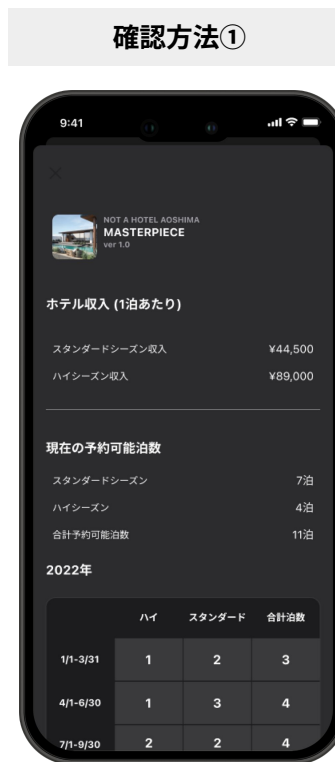 確認方法①
9:41
NOT A HOTEL AOSHIMA
MASTERPIECE
ver 1.0
ホテル収入 (1泊あたり)
スタンダードシーズン収入 ¥44,500
ハイシーズン収入 ¥89,000
現在の予約可能泊数
スタンダードシーズン 7泊
ハイシーズン 4泊
合計予約可能泊数 11泊
2022年
ハイ スタンダード 合計泊数
1/1-3/31 1 2 3
4/1-6/30 1 3 4
7/1-9/30 2 2 4